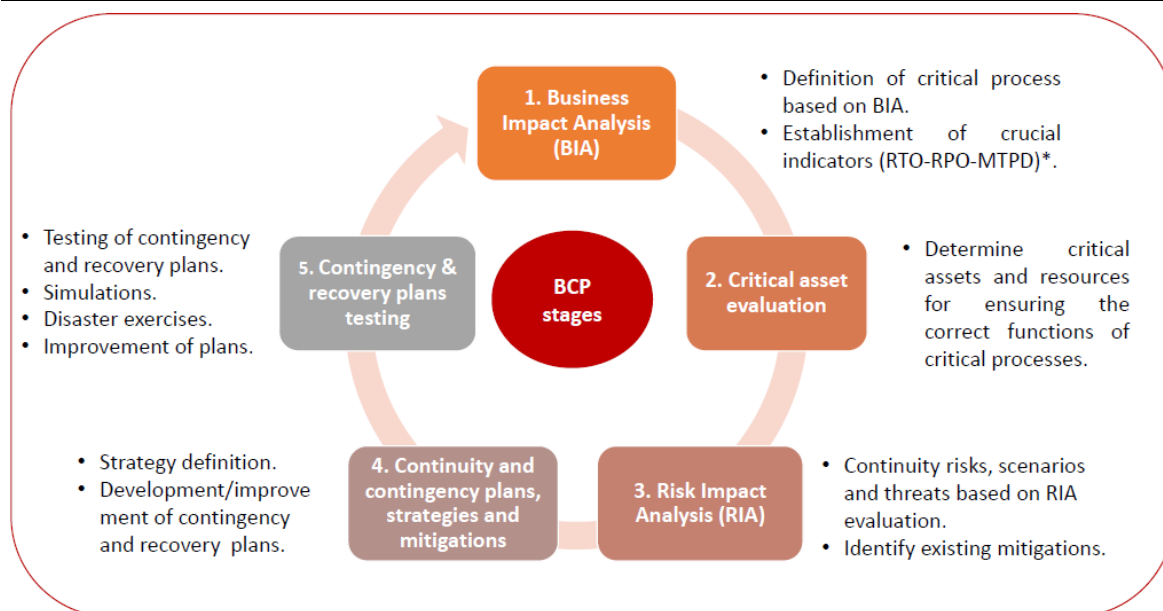 1. Business
Impact Analysis
(BIA)
• Definition of critical process
based on BIA.
• Establishment of crucial
indicators (RTO-RPO-MTPD)*.
2. Critical asset
evaluation
• Determine critical
assets and resources
for ensuring the
correct functions of
critical processes.
3. Risk Impact
Analysis (RIA)
• Continuity risks, scenarios
and threats based on RIA
evaluation.
• Identify existing mitigations.
4. Continuity and
contingency plans,
strategies and
mitigations
• Strategy definition.
• Development/improve
ment of contingency
and recovery plans.
5. Contingency &
recovery plans
testing
• Testing of contingency
and recovery plans.
• Simulations.
• Disaster exercises.
• Improvement of plans.
BCP
stages